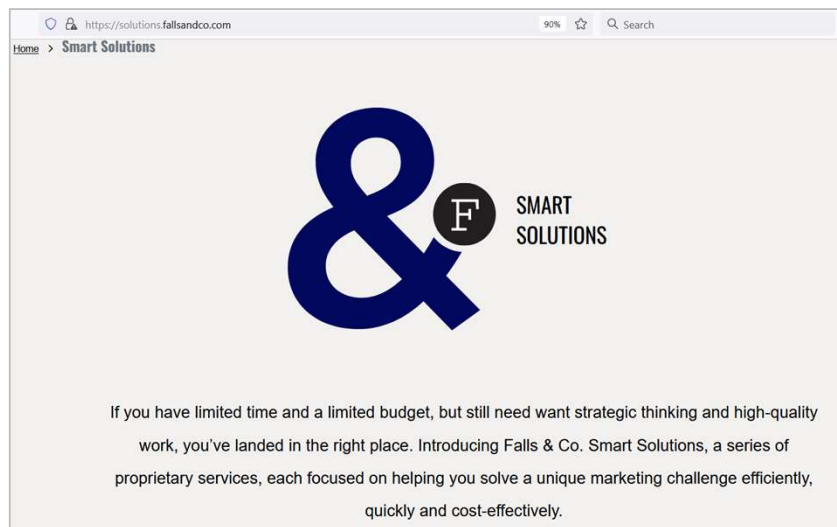 https://solutions.fallsandco.com 90% Search
Home > Smart Solutions
& F
SMART
SOLUTIONS
If you have limited time and a limited budget, but still need want strategic thinking and high-quality
work, you’ve landed in the right place. Introducing Falls & Co. Smart Solutions, a series of
proprietary services, each focused on helping you solve a unique marketing challenge efficiently,
quickly and cost-effectively.